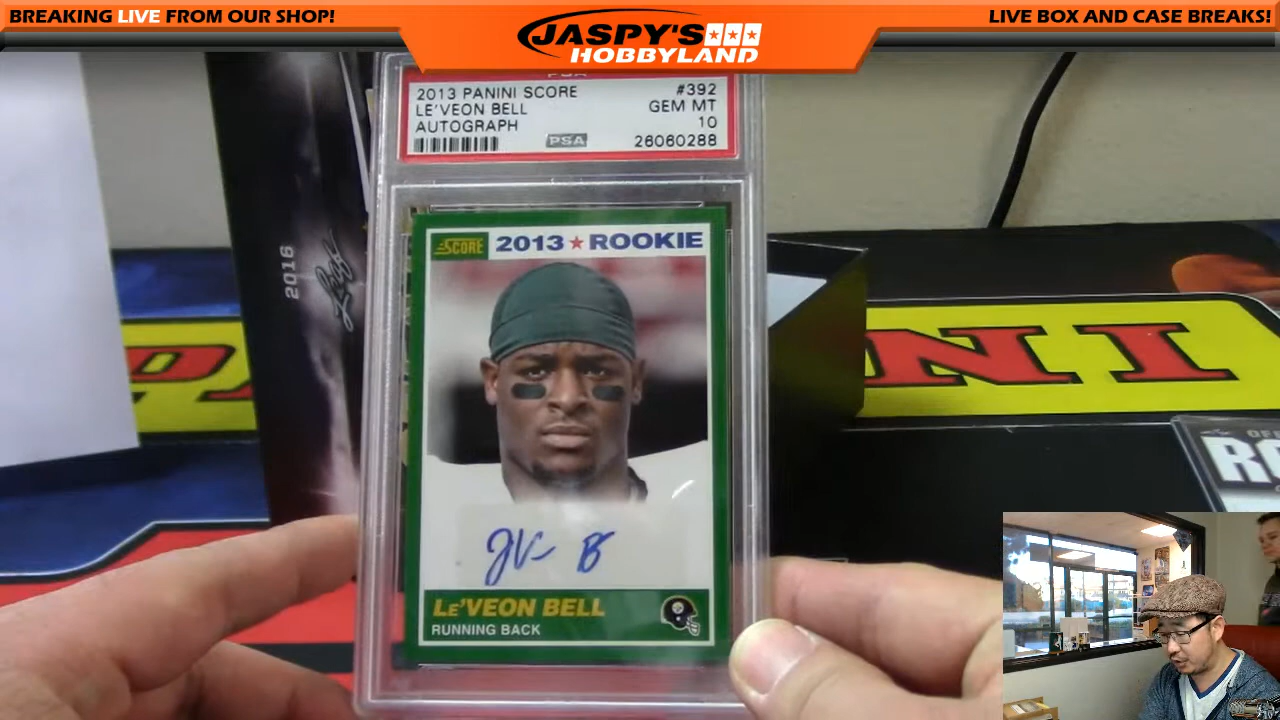 BREAKING LIVE FROM OUR SHOP!
JASPY'S
HOBBYLAND
LIVE BOX AND CASE BREAKS!
2013 PANINI SCORE #392
LE'VEON BELL GEM MT
AUTOGRAPH 10
PSA 26060288
SCORE 2013 ROOKIE
LE'VEON BELL
RUNNING BACK
2016
Leaf
NI